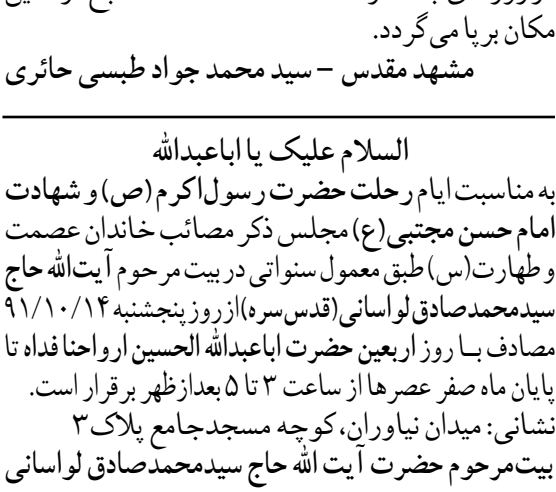 مکان برپا می‌گردد.
مشهد مقدس – سید محمد جواد طبسی حائری
السلام علیک یا اباعبدالله
به مناسبت ایام رحلت حضرت رسول‌اکرم (ص) و شهادت
امام حسن مجتبی(ع) مجلس ذکر مصائب خاندان عصمت
و طهارت(س) طبق معمول سنواتی در بیت مرحوم آیت‌الله حاج
سیدمحمدصادق لواسانی(قدس‌سره)از روز پنجشنبه ۹۱/۱۰/۱۴
مصادف با روز اربعین حضرت اباعبدالله الحسین ارواحنا فداه تا
پایان ماه صفر عصرها از ساعت ۳ تا ۵ بعدازظهر برقرار است.
نشانی: میدان نیاوران،کوچه مسجدجامع پلاک۳
بیت‌مرحوم حضرت آیت الله حاج سیدمحمدصادق لواسانی